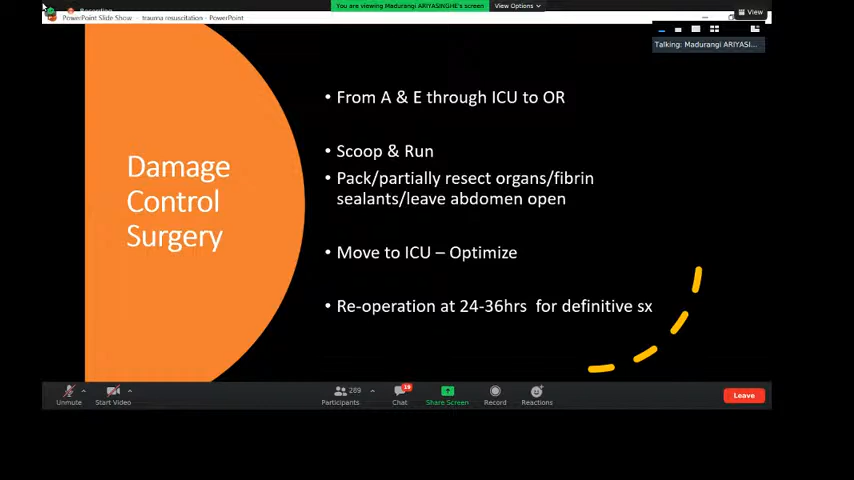 Recording
You are viewing Madurangi ARIYASINGHE's screen
View Options
View
PowerPoint Slide Show - trauma resuscitation - PowerPoint
Talking: Madurangi ARIYASI...
Damage
Control
Surgery
• From A & E through ICU to OR
• Scoop & Run
• Pack/partially resect organs/fibrin
sealants/leave abdomen open
• Move to ICU – Optimize
• Re-operation at 24-36hrs for definitive sx
Unmute
Start Video
289
Participants
19
Chat
Share Screen
Record
Reactions
Leave